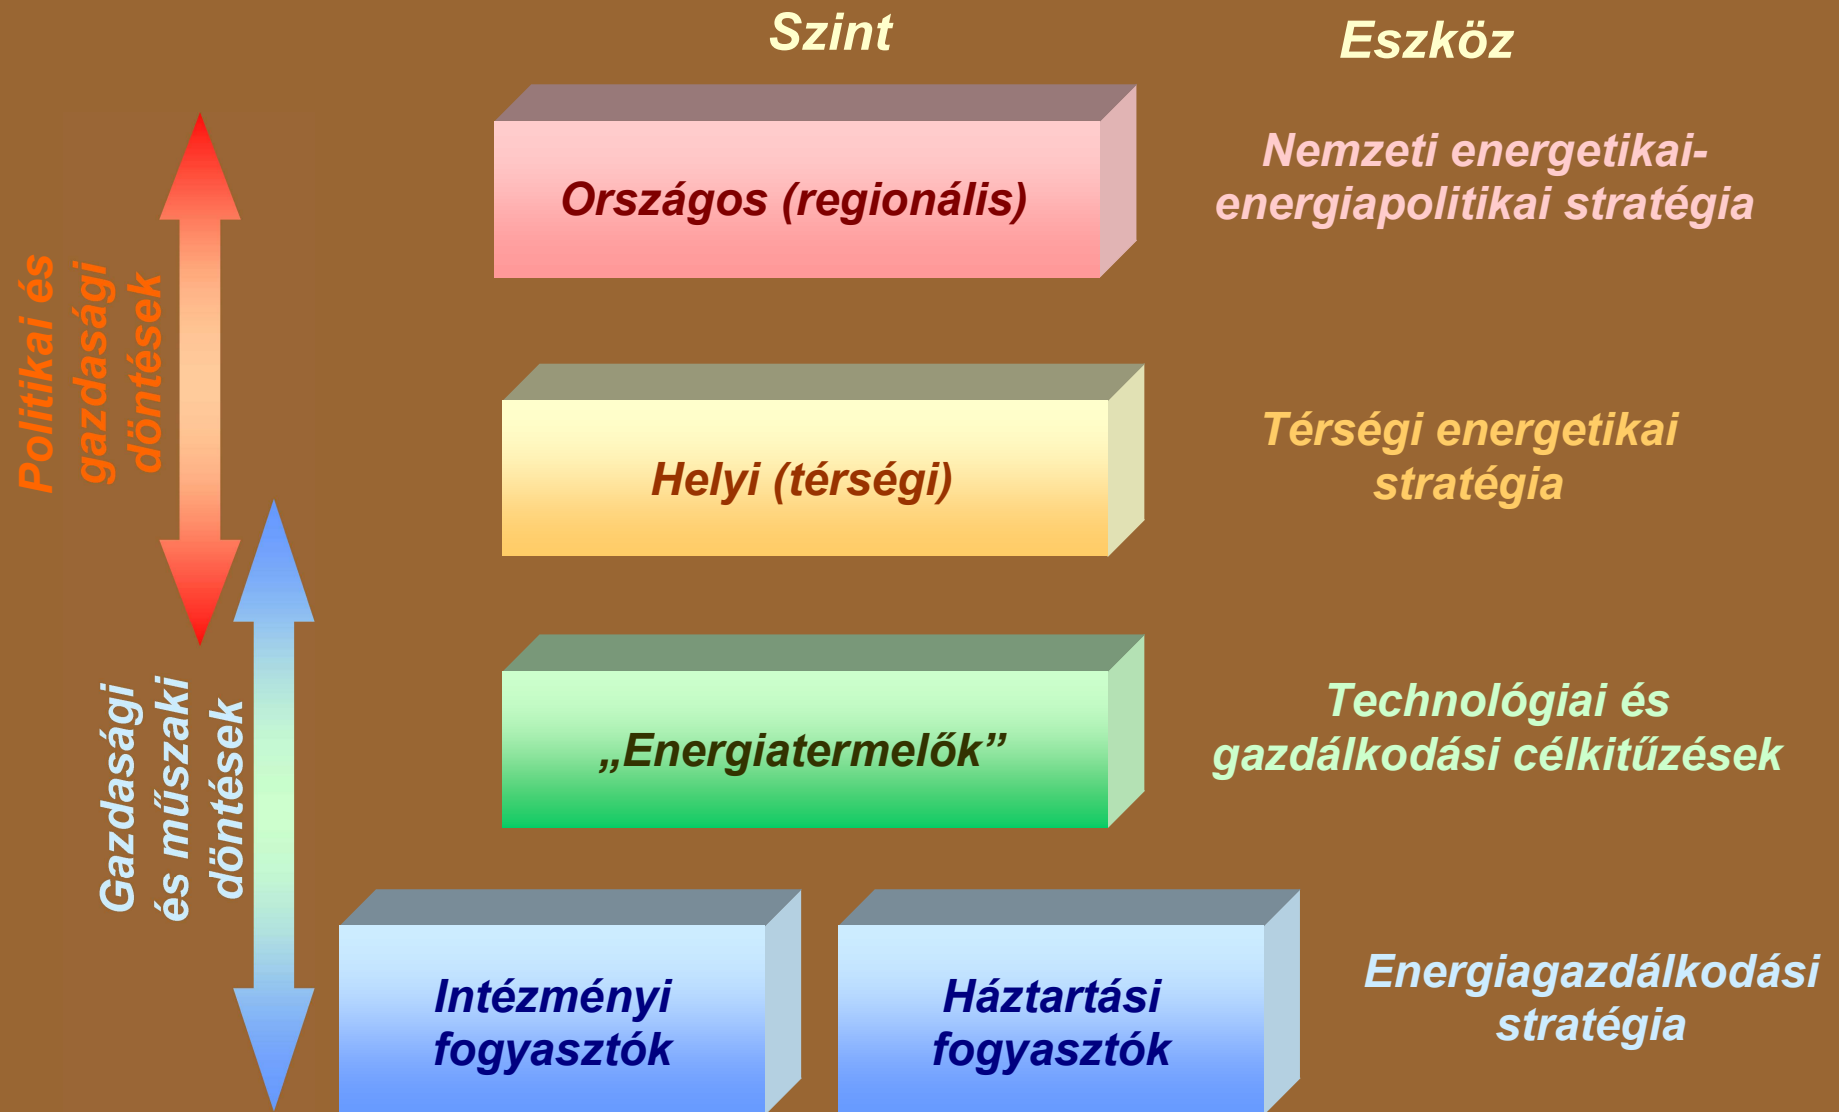 Szint
Eszköz
Országos (regionális)
Nemzeti energetikai-
energiapolitikai stratégia
Politikai és
gazdasági
döntések
Helyi (térségi)
Térségi energetikai
stratégia
„Energiatermelők”
Technológiai és
gazdálkodási célkitűzések
Gazdasági
és műszaki
döntések
Intézményi
fogyasztók
Háztartási
fogyasztók
Energiagazdálkodási
stratégia